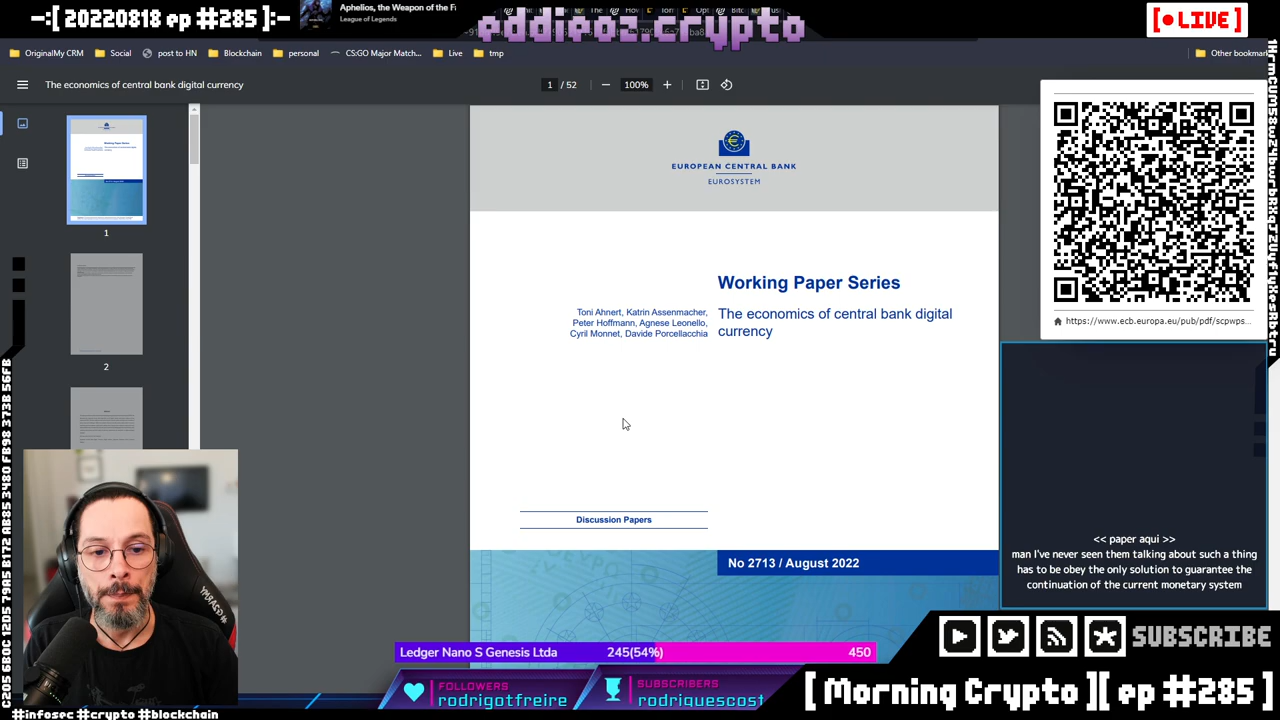 -:[ 20220818 ep #285 ]:-
Aphelios, the Weapon of the F
League of Legends
eddieoz.crypto
[ ● LIVE ]
OriginalMy CRM
Social
post to HN
Blockchain
personal
CS:GO Major Match...
Live
tmp
Other bookmar
The economics of central bank digital currency
1 / 52
100%
EUROPEAN CENTRAL BANK
EUROSYSTEM
Working Paper Series
Toni Ahnert, Katrin Assenmacher,
Peter Hoffmann, Agnese Leonello,
Cyril Monnet, Davide Porcellacchia
The economics of central bank digital
currency
1
2
Discussion Papers
No 2713 / August 2022
https://www.ecb.europa.eu/pub/pdf/scpwps...
<< paper aqui >>
man I've never seen them talking about such a thing
has to be obey the only solution to guarantee the
continuation of the current monetary system
SUBSCRIBE
Ledger Nano S Genesis Ltda 245(54%) 450
FOLLOWERS
rodrigotfreire
SUBSCRIBERS
rodriguescost
[ Morning Crypto ][ ep #285 ]
#infosec #crypto #blockchain